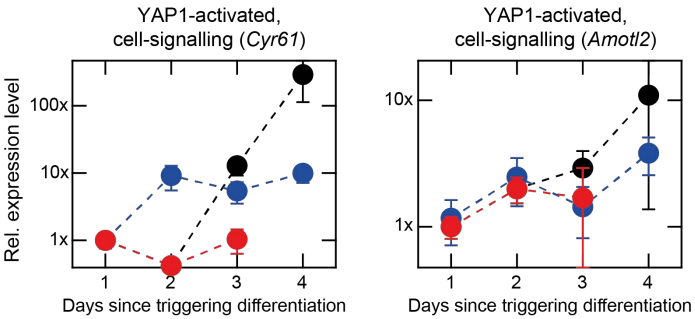 YAP1-activated,
cell-signalling (Cyr61)
Rel. expression level
100x
10x
1x
1 2 3 4
Days since triggering differentiation
YAP1-activated,
cell-signalling (Amotl2)
10x
1x
1 2 3 4
Days since triggering differentiation